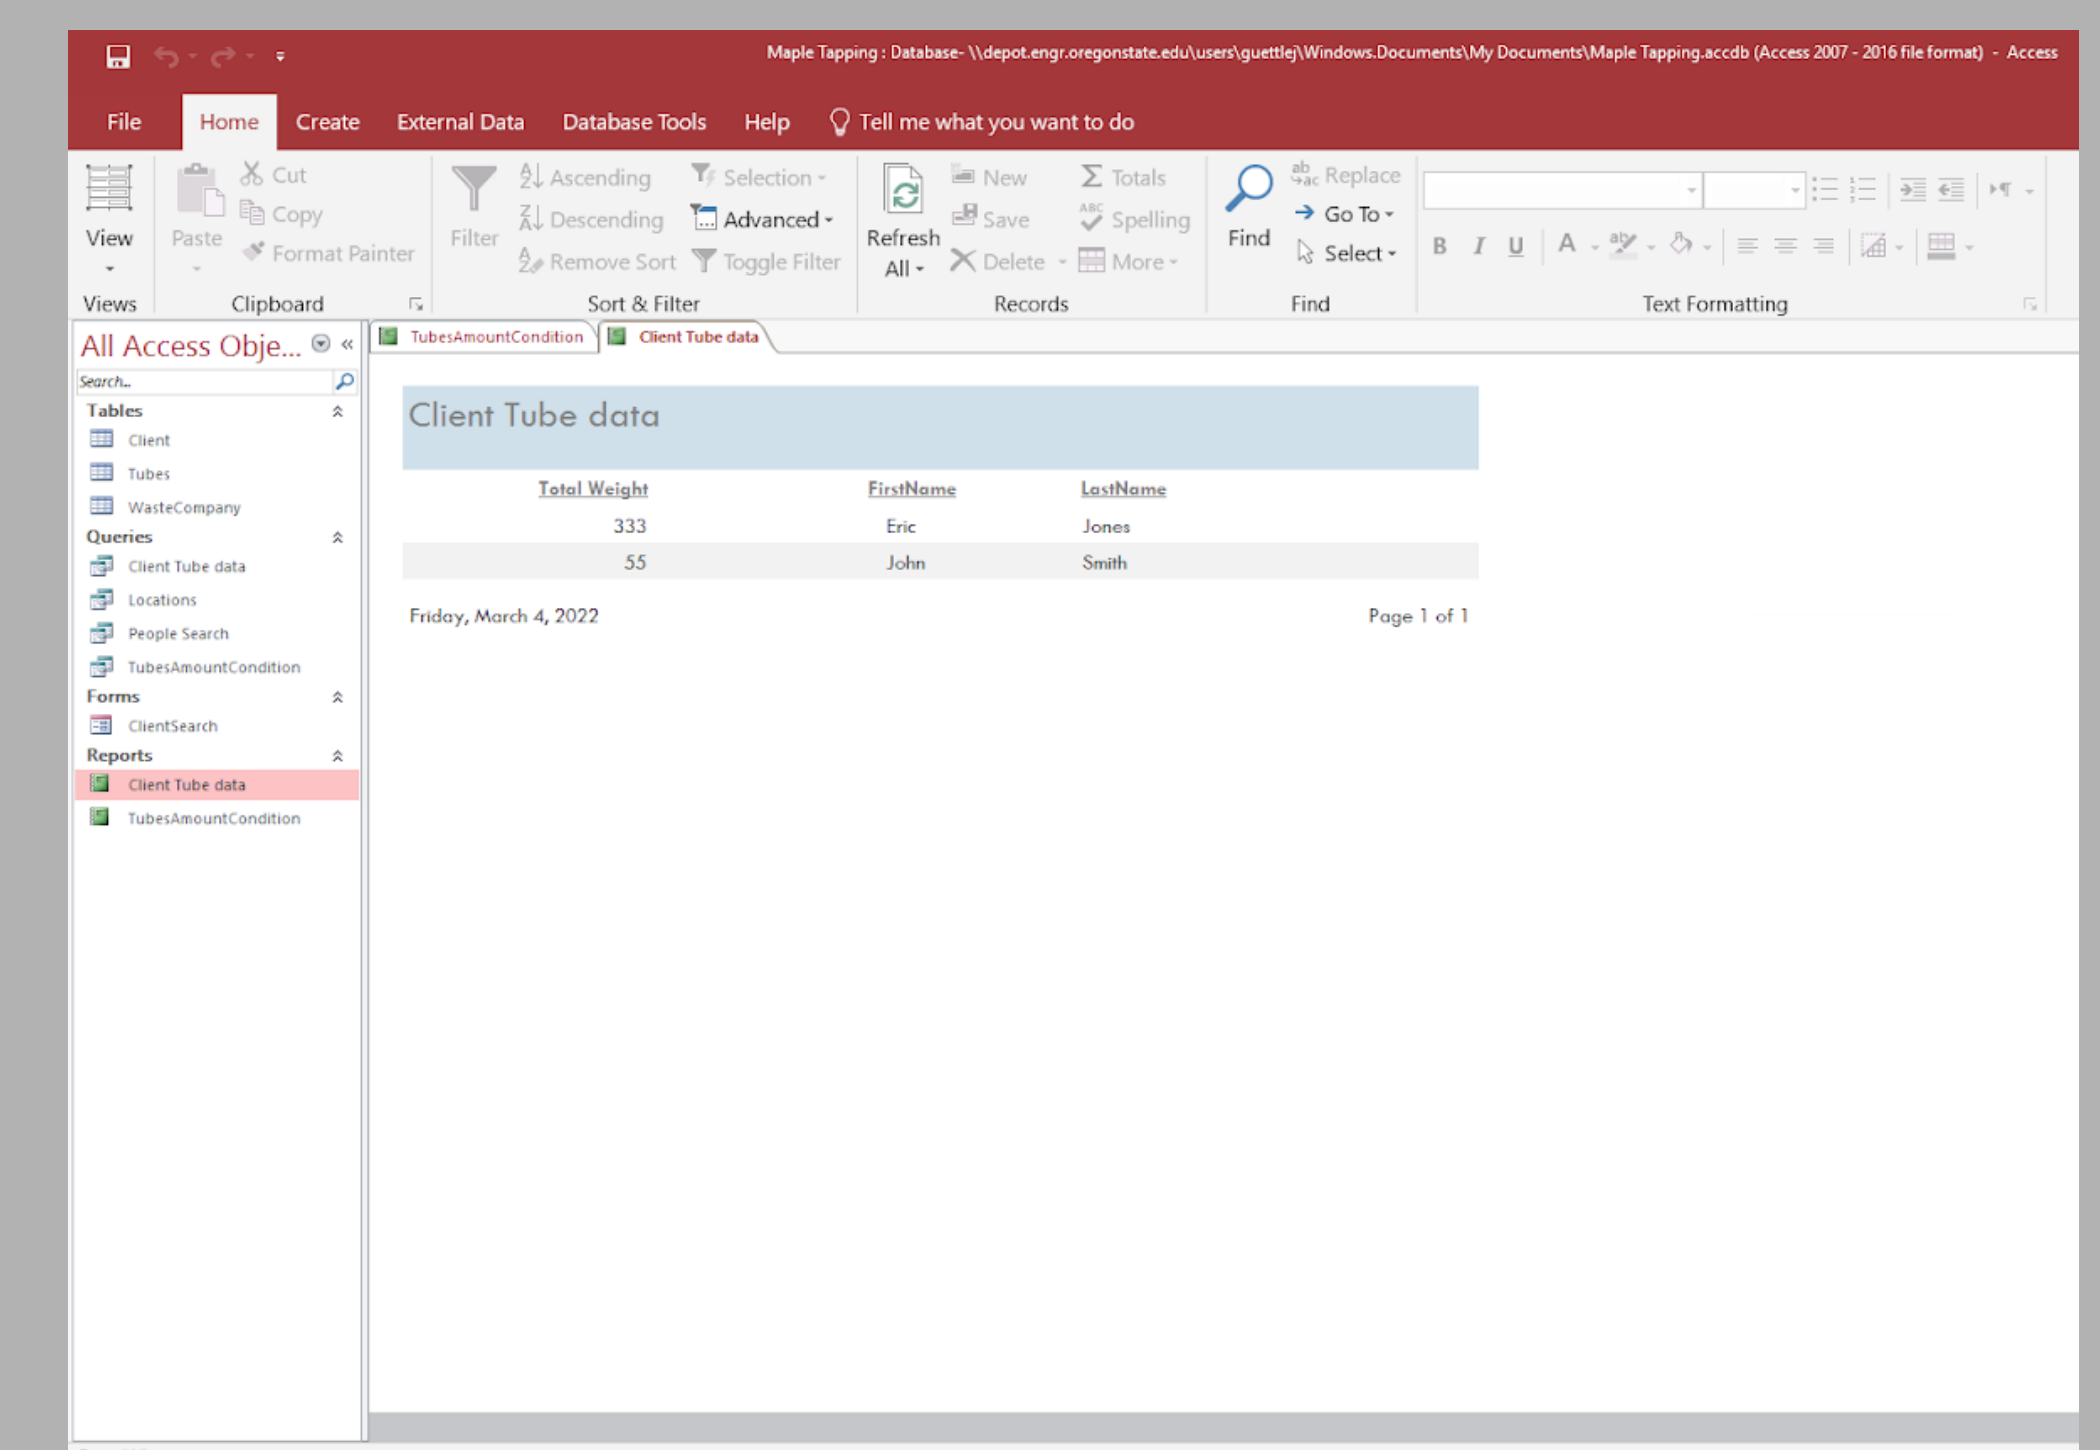 Maple Tapping : Database- \\depot.engr.oregonstate.edu\users\guettlej\Windows.Documents\My Documents\Maple Tapping.accdb (Access 2007 - 2016 file format) - Access
File Home Create External Data Database Tools Help Tell me what you want to do
View
Views
Paste
Cut
Copy
Format Painter
Clipboard
Filter
Ascending
Descending
Remove Sort
Selection
Advanced
Toggle Filter
Sort & Filter
Refresh
All
New
Save
Delete
Totals
Spelling
More
Records
Find
Replace
Go To
Select
Find
B I U A
Text Formatting
All Access Obje...
Search...
Tables
Client
Tubes
WasteCompany
Queries
Client Tube data
Locations
People Search
TubesAmountCondition
Forms
ClientSearch
Reports
Client Tube data
TubesAmountCondition
TubesAmountCondition Client Tube data
Client Tube data
Total Weight FirstName LastName
333 Eric Jones
55 John Smith
Friday, March 4, 2022 Page 1 of 1